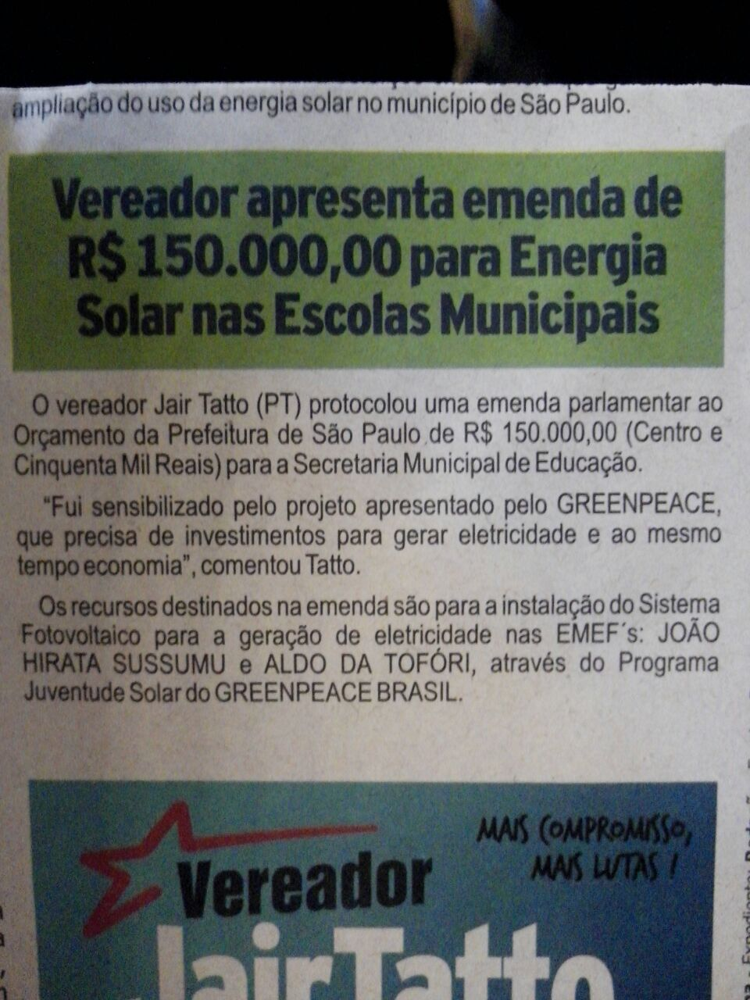 ampliação do uso da energia solar no município de São Paulo.
Vereador apresenta emenda de
R$ 150.000,00 para Energia
Solar nas Escolas Municipais
O vereador Jair Tatto (PT) protocolou uma emenda parlamentar ao
Orçamento da Prefeitura de São Paulo de R$ 150.000,00 (Centro e
Cinquenta Mil Reais) para a Secretaria Municipal de Educação.
“Fui sensibilizado pelo projeto apresentado pelo GREENPEACE,
que precisa de investimentos para gerar eletricidade e ao mesmo
tempo economia”, comentou Tatto.
Os recursos destinados na emenda são para a instalação do Sistema
Fotovoltaico para a geração de eletricidade nas EMEF´s: JOÃO
HIRATA SUSSUMU e ALDO DA TOFÓRI, através do Programa
Juventude Solar do GREENPEACE BRASIL.
MAIS COMPROMISSO,
MAIS LUTAS !
Vereador
Jair Tatto
Expediente: